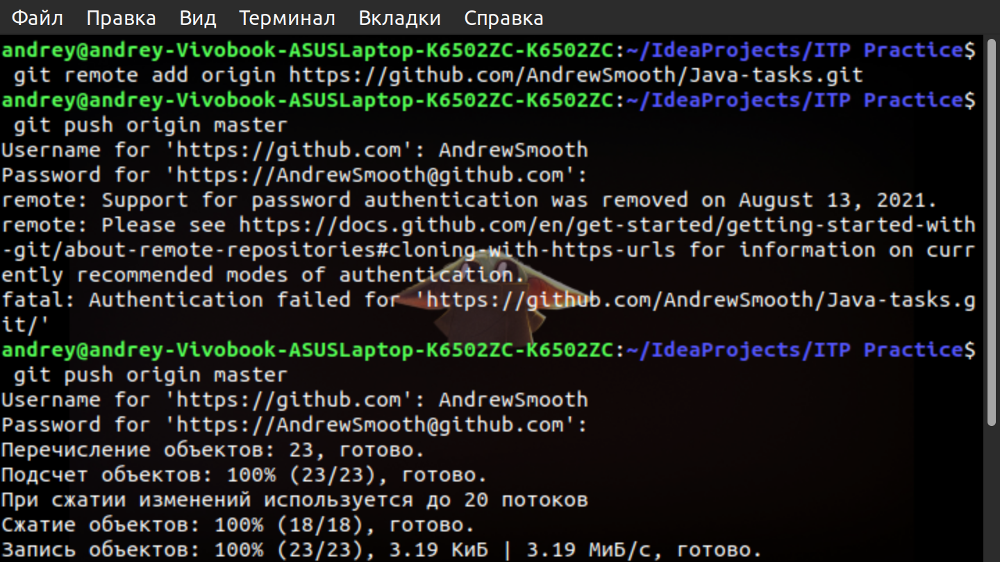 Файл Правка Вид Терминал Вкладки Справка
andrey@andrey-Vivobook-ASUSLaptop-K6502ZC-K6502ZC:~/IdeaProjects/ITP Practice$
git remote add origin https://github.com/AndrewSmooth/Java-tasks.git
andrey@andrey-Vivobook-ASUSLaptop-K6502ZC-K6502ZC:~/IdeaProjects/ITP Practice$
git push origin master
Username for 'https://github.com': AndrewSmooth
Password for 'https://AndrewSmooth@github.com':
remote: Support for password authentication was removed on August 13, 2021.
remote: Please see https://docs.github.com/en/get-started/getting-started-with
-git/about-remote-repositories#cloning-with-https-urls for information on curr
ently recommended modes of authentication.
fatal: Authentication failed for 'https://github.com/AndrewSmooth/Java-tasks.g
it/'
andrey@andrey-Vivobook-ASUSLaptop-K6502ZC-K6502ZC:~/IdeaProjects/ITP Practice$
git push origin master
Username for 'https://github.com': AndrewSmooth
Password for 'https://AndrewSmooth@github.com':
Перечисление объектов: 23, готово.
Подсчет объектов: 100% (23/23), готово.
При сжатии изменений используется до 20 потоков
Сжатие объектов: 100% (18/18), готово.
Запись объектов: 100% (23/23), 3.19 КиБ | 3.19 МиБ/с, готово.